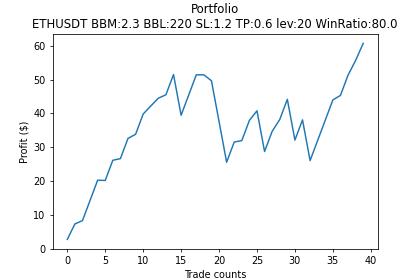 Portfolio
ETHUSDT BBM:2.3 BBL:220 SL:1.2 TP:0.6 lev:20 WinRatio:80.0
60
50
40
30
20
10
0
Profit ($)
0 5 10 15 20 25 30 35 40
Trade counts